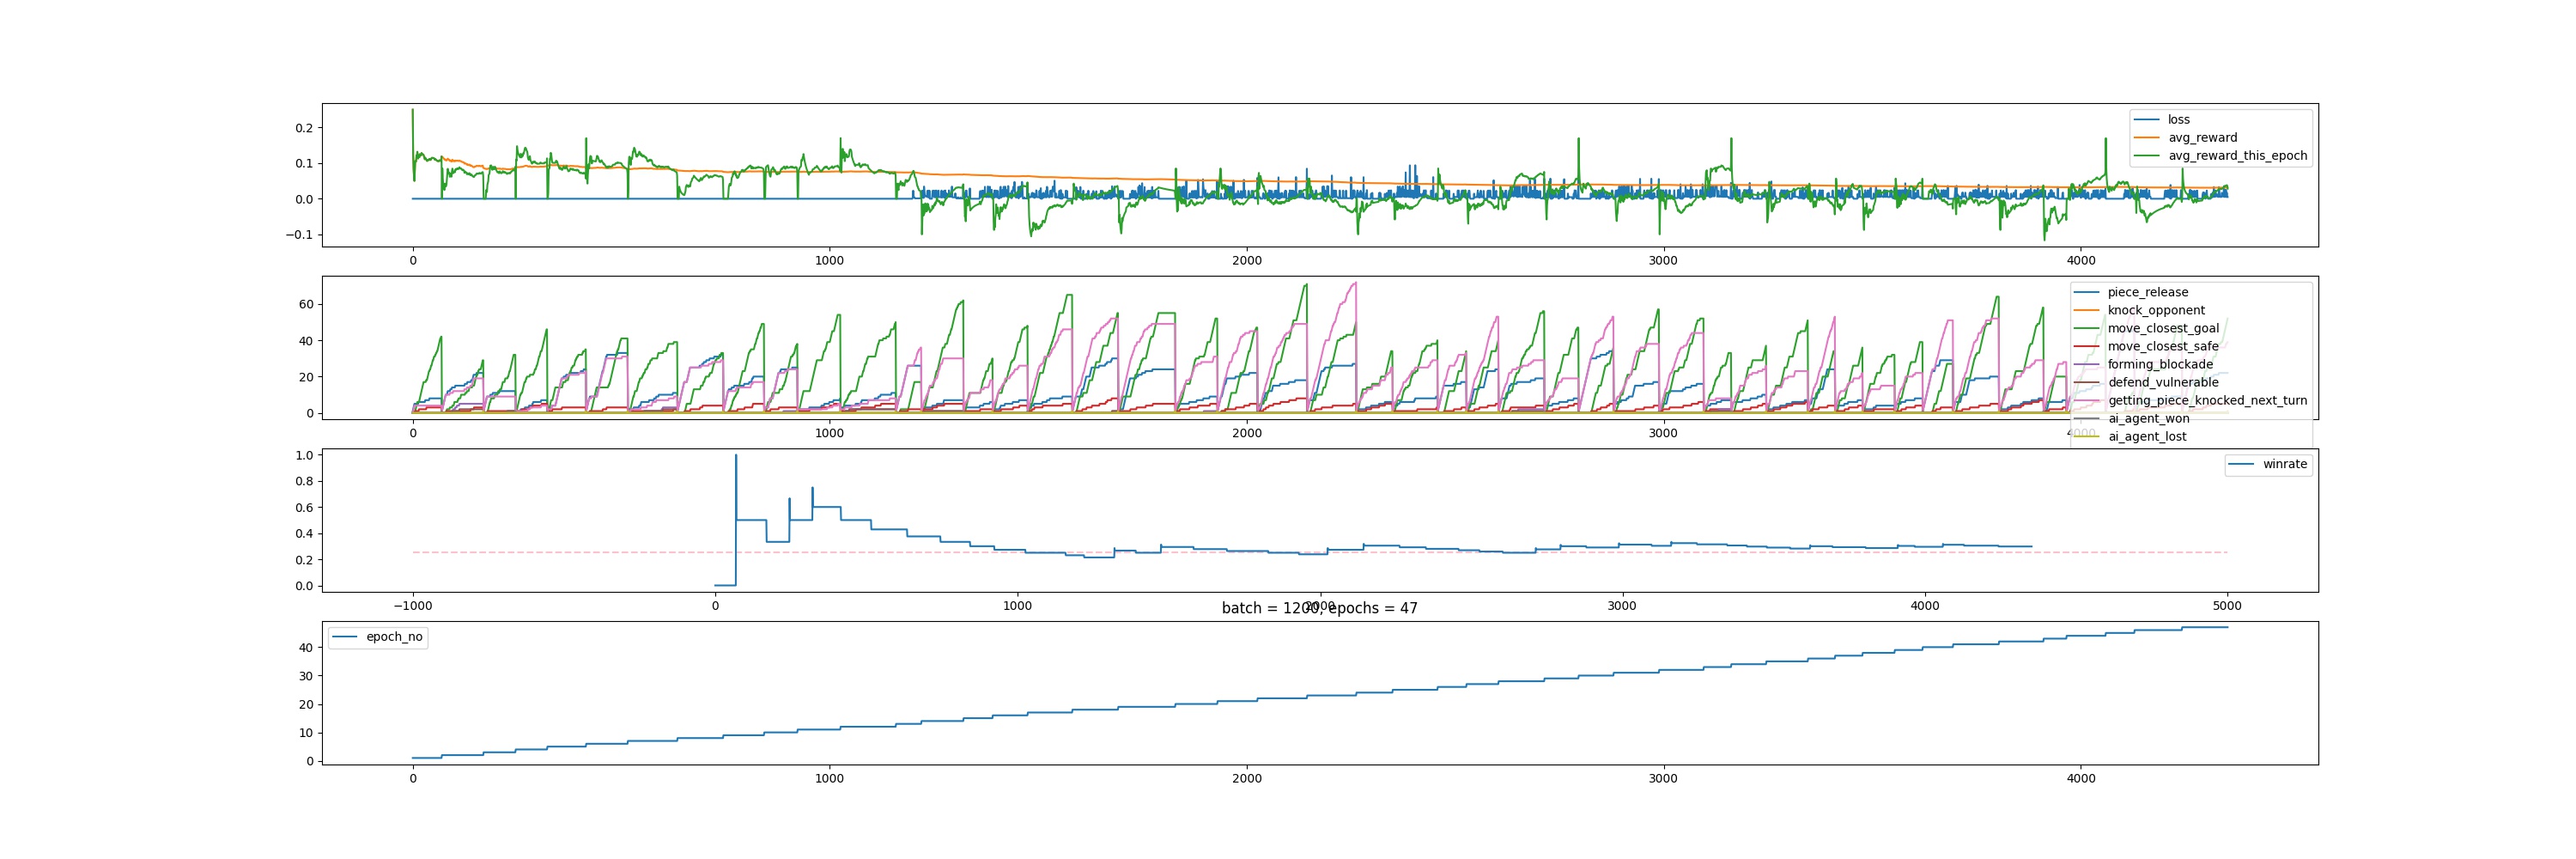 0.2
0.1
0.0
−0.1
loss
avg_reward
avg_reward_this_epoch
0 1000 2000 3000 4000
60
40
20
0
piece_release
knock_opponent
move_closest_goal
move_closest_safe
forming_blockade
defend_vulnerable
getting_piece_knocked_next_turn
ai_agent_won
ai_agent_lost
0 1000 2000 3000 4000
1.0
0.8
0.6
0.4
0.2
0.0
winrate
−1000 0 1000 2000 3000 4000 5000
batch = 1200, epochs = 47
40
30
20
10
0
epoch_no
0 1000 2000 3000 4000